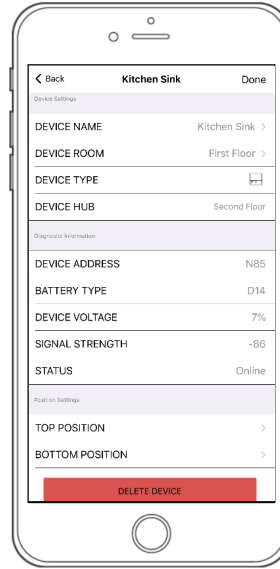 Back Kitchen Sink Done
Device Settings
DEVICE NAME Kitchen Sink
DEVICE ROOM First Floor
DEVICE TYPE
DEVICE HUB Second Floor
Diagnostic Information
DEVICE ADDRESS N85
BATTERY TYPE D14
DEVICE VOLTAGE 7%
SIGNAL STRENGTH -86
STATUS Online
Position Settings
TOP POSITION
BOTTOM POSITION
DELETE DEVICE